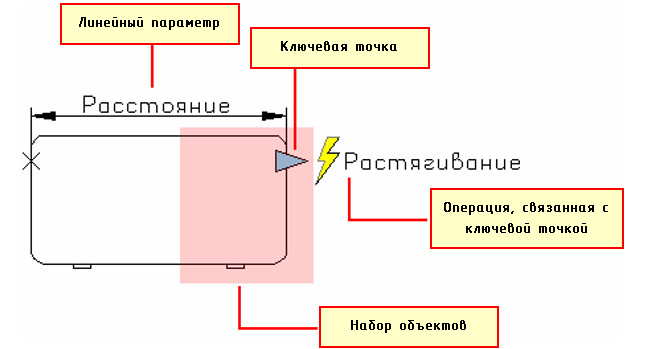 Линейный параметр
Ключевая точка
Расстояние
Растягивание
Операция, связанная с
ключевой точкой
Набор объектов